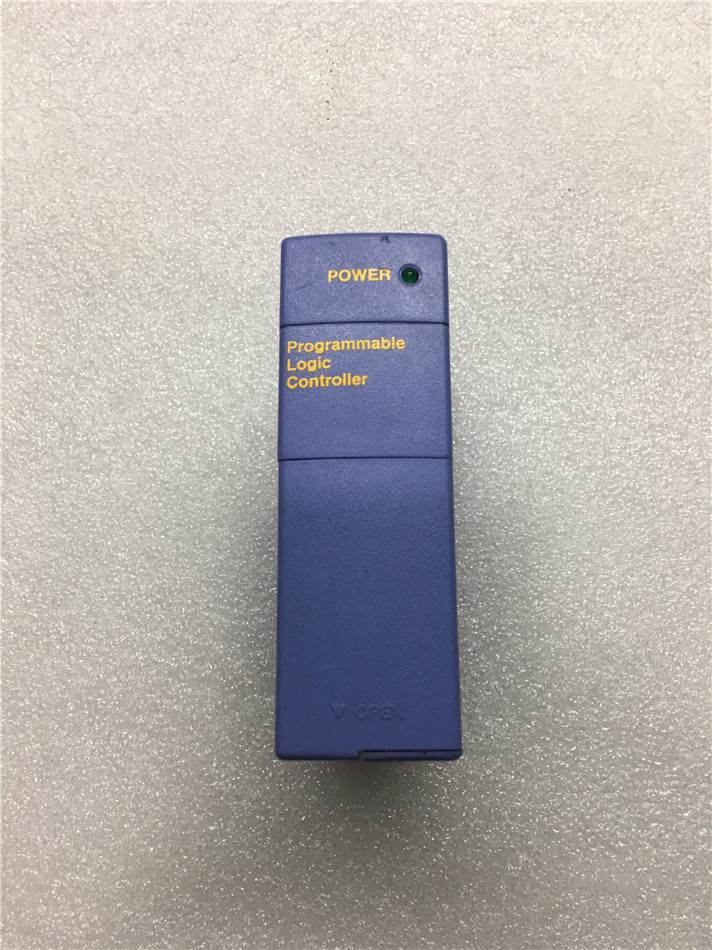 POWER
Programmable
Logic
Controller
▽ OPEN